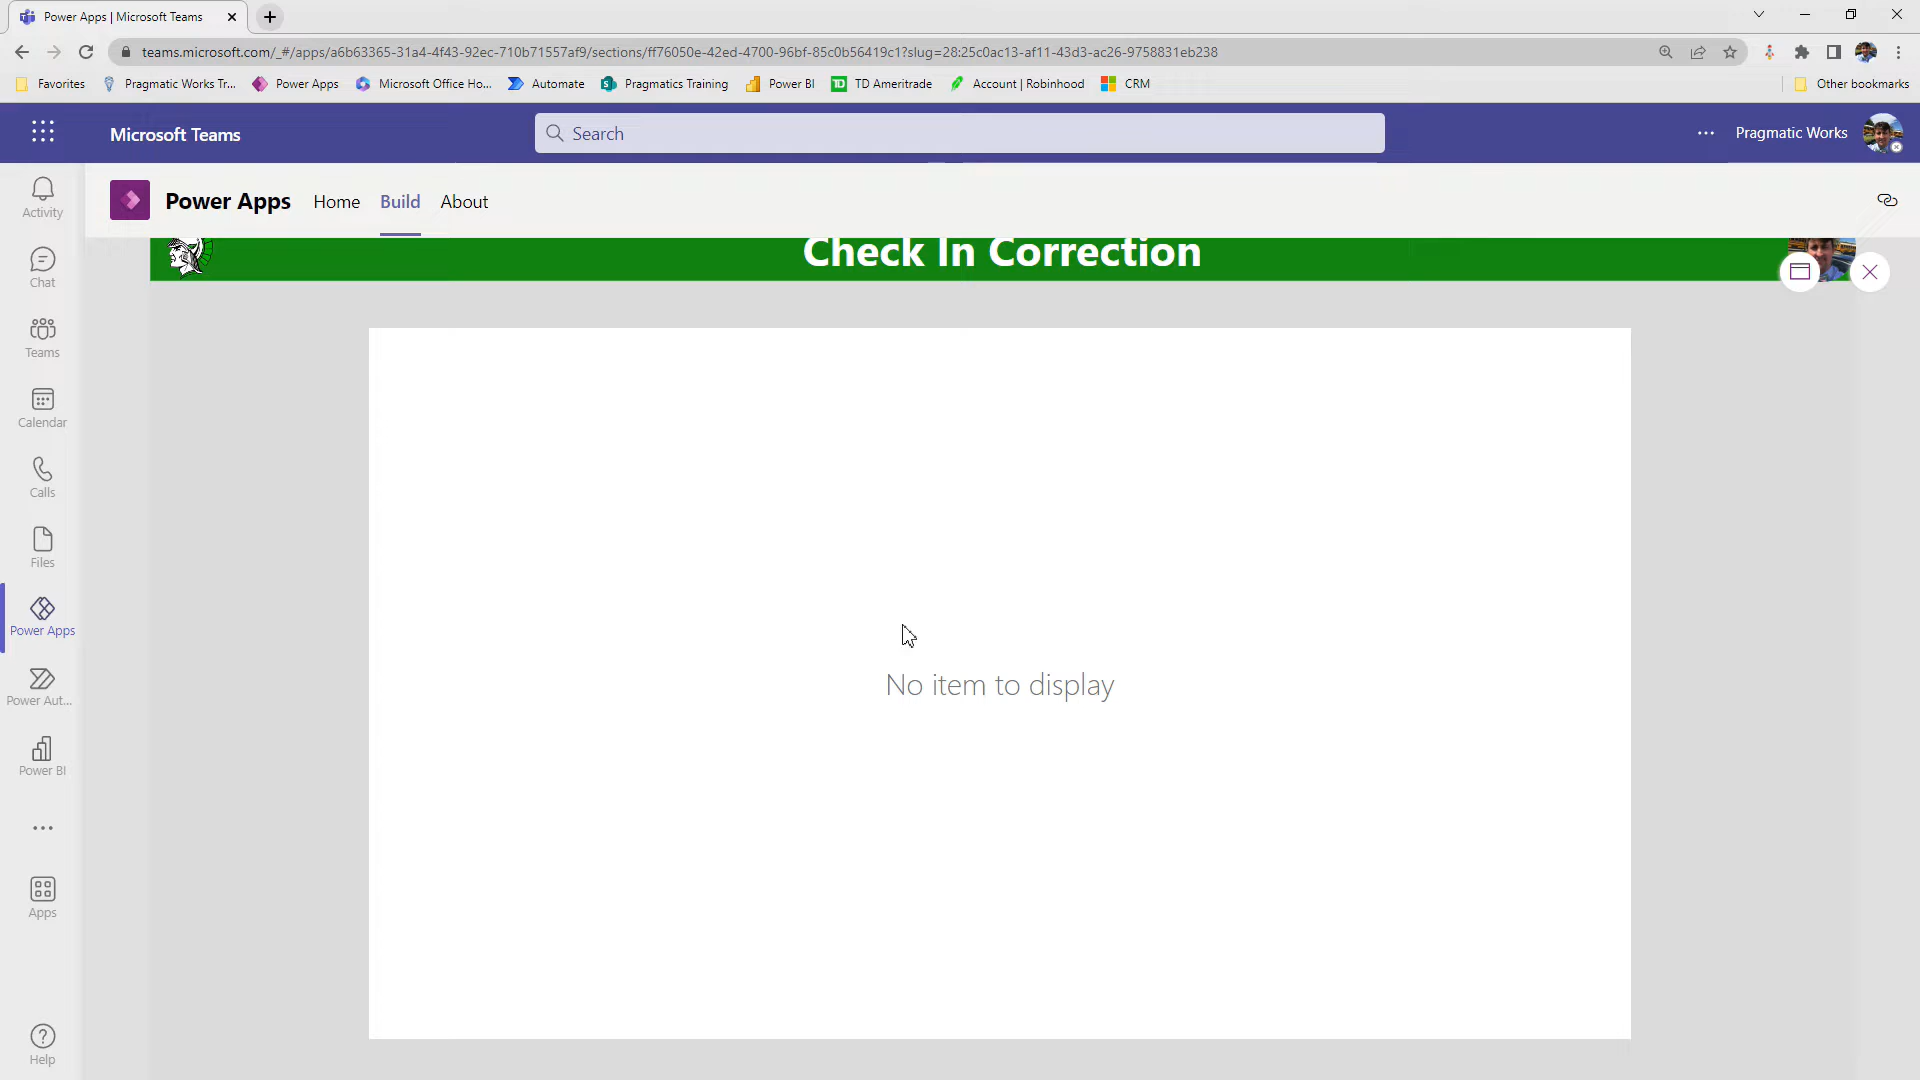 Power Apps | Microsoft Teams
teams.microsoft.com/_#/apps/a6b63365-31a4-4f43-92ec-710b71557af9/sections/ff76050e-42ed-4700-96bf-85c0b56419c1?slug=28:25c0ac13-af11-43d3-ac26-9758831eb238
Favorites Pragmatic Works Tr... Power Apps Microsoft Office Ho... Automate Pragmatics Training Power BI TD Ameritrade Account | Robinhood CRM Other bookmarks
Microsoft Teams Search Pragmatic Works
Power Apps Home Build About
Activity
Chat
Teams
Calendar
Calls
Files
Power Apps
Power Aut...
Power BI
Apps
Help
Check In Correction
No item to display